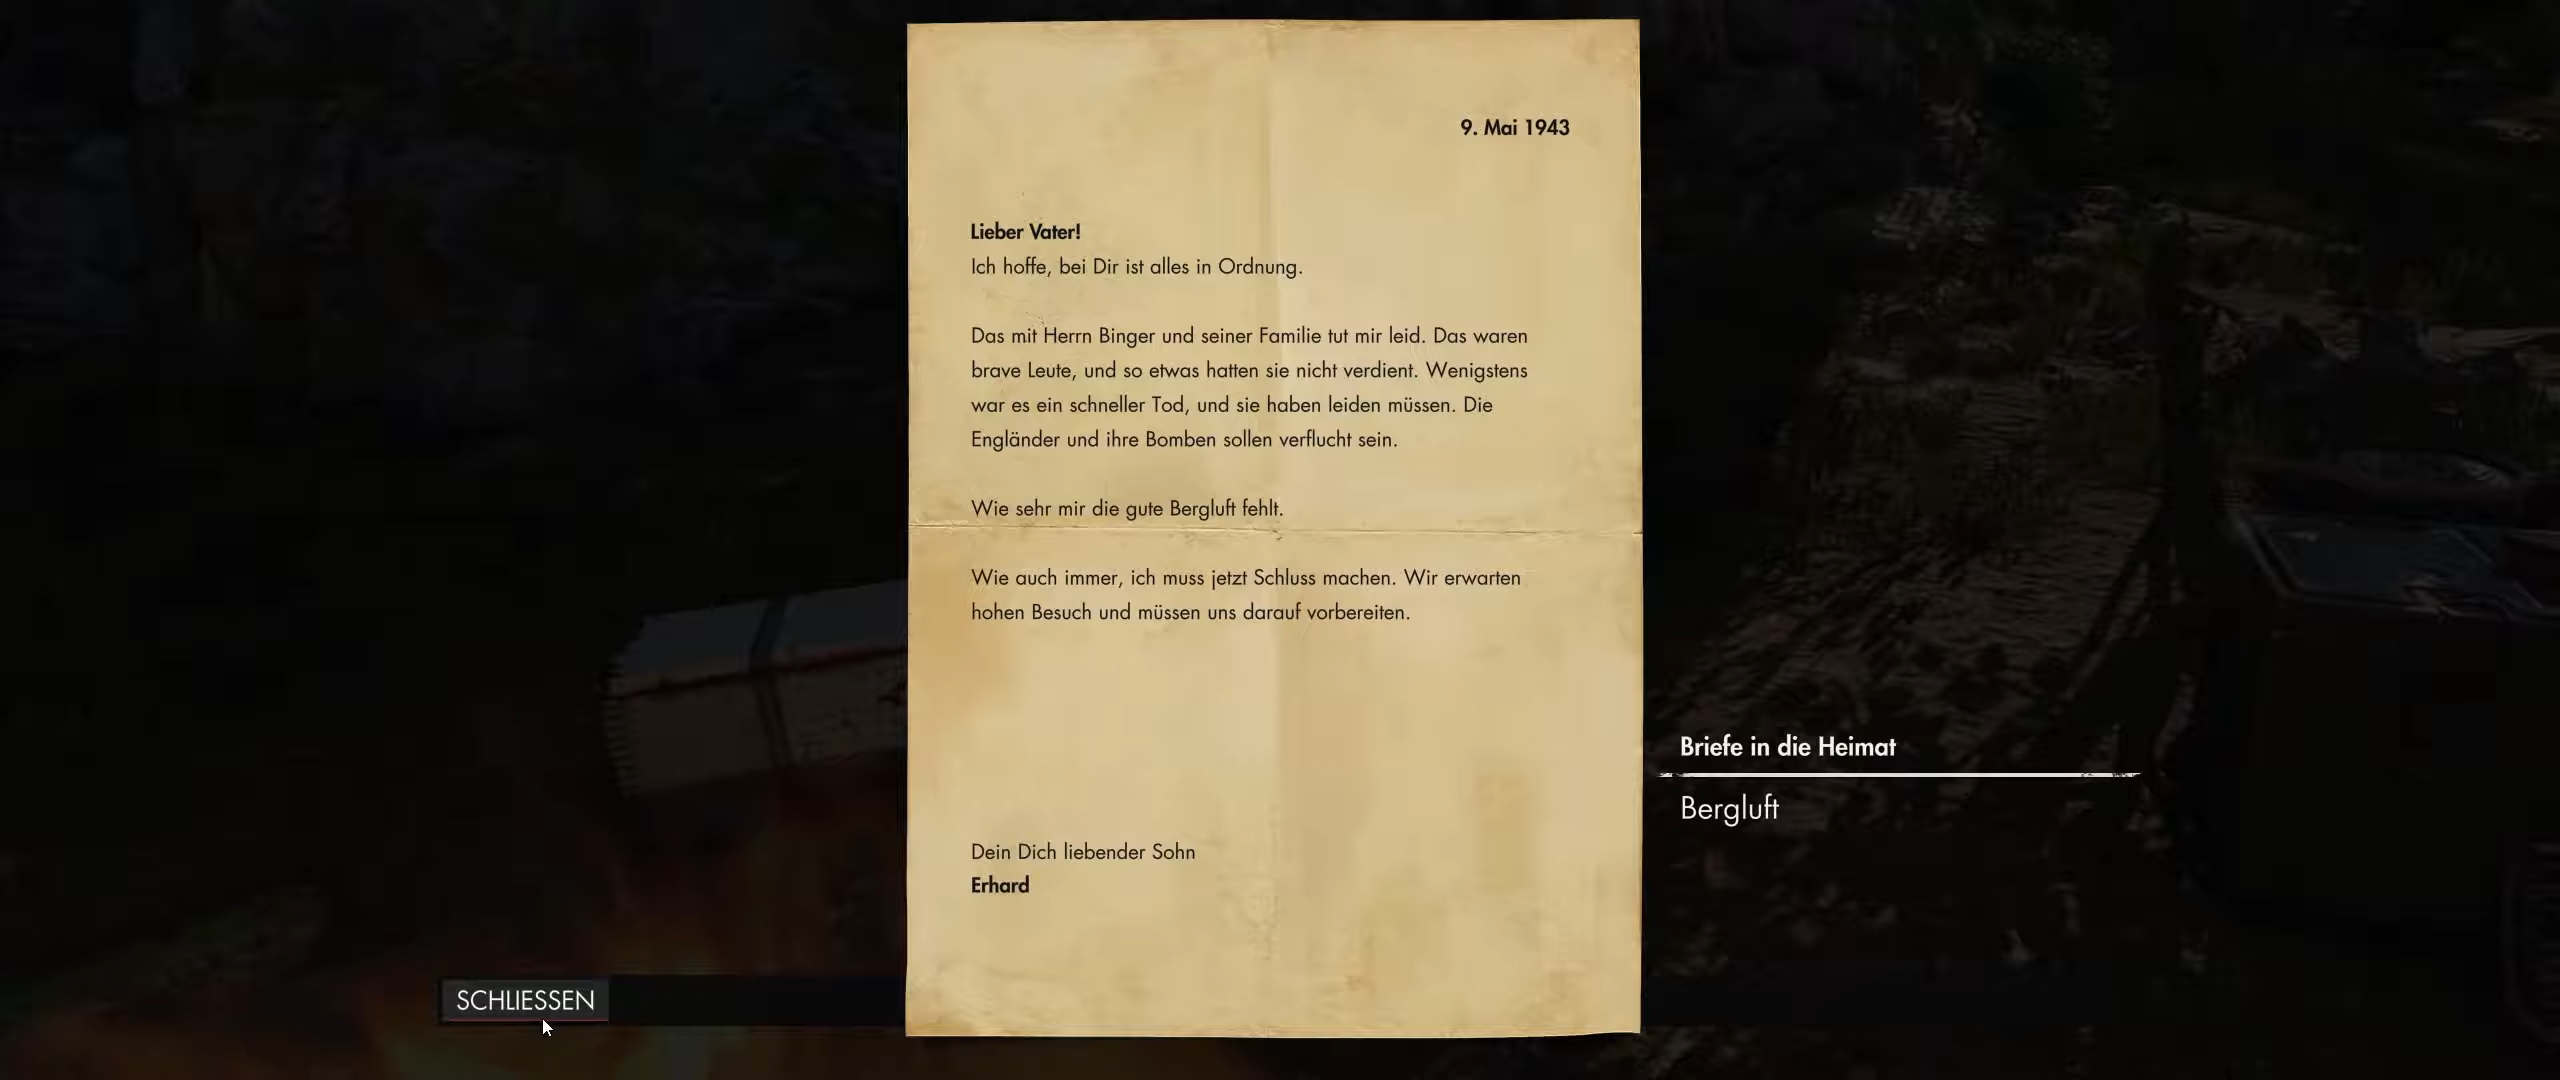 9. Mai 1943
Lieber Vater!
Ich hoffe, bei Dir ist alles in Ordnung.
Das mit Herrn Binger und seiner Familie tut mir leid. Das waren
brave Leute, und so etwas hatten sie nicht verdient. Wenigstens
war es ein schneller Tod, und sie haben leiden müssen. Die
Engländer und ihre Bomben sollen verflucht sein.
Wie sehr mir die gute Bergluft fehlt.
Wie auch immer, ich muss jetzt Schluss machen. Wir erwarten
hohen Besuch und müssen uns darauf vorbereiten.
Dein Dich liebender Sohn
Erhard
Briefe in die Heimat
Bergluft
SCHLIESSEN